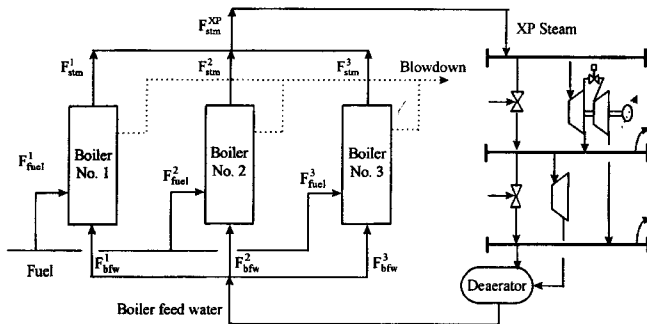 F_stm^XP
XP Steam
F_stm^1
F_stm^2
F_stm^3
Blowdown
Boiler
No. 1
Boiler
No. 2
Boiler
No. 3
F_fuel^1
F_fuel^2
F_fuel^3
Fuel
F_bfw^1
F_bfw^2
F_bfw^3
Boiler feed water
Deaerator